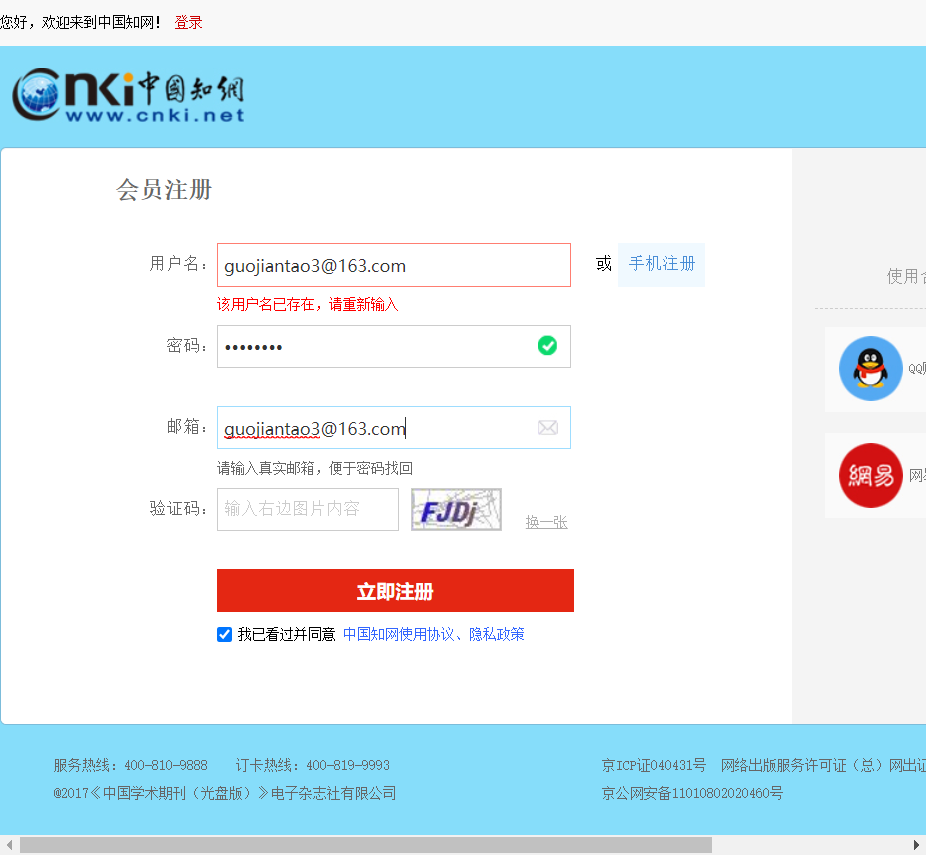 您好，欢迎来到中国知网！ 登录
Cnki中國知網
www.cnki.net
会员注册
用户名： guojiantao3@163.com 或 手机注册
该用户名已存在，请重新输入
密码： ••••••••
邮箱： guojiantao3@163.com
请输入真实邮箱，便于密码找回
验证码： 输入右边图片内容 FJDj 换一张
立即注册
我已看过并同意 中国知网使用协议、隐私政策
使用合
QQ
網易 网易
服务热线：400-810-9888 订卡热线：400-819-9993
@2017《中国学术期刊（光盘版）》电子杂志社有限公司
京ICP证040431号 网络出版服务许可证（总）网出证
京公网安备11010802020460号